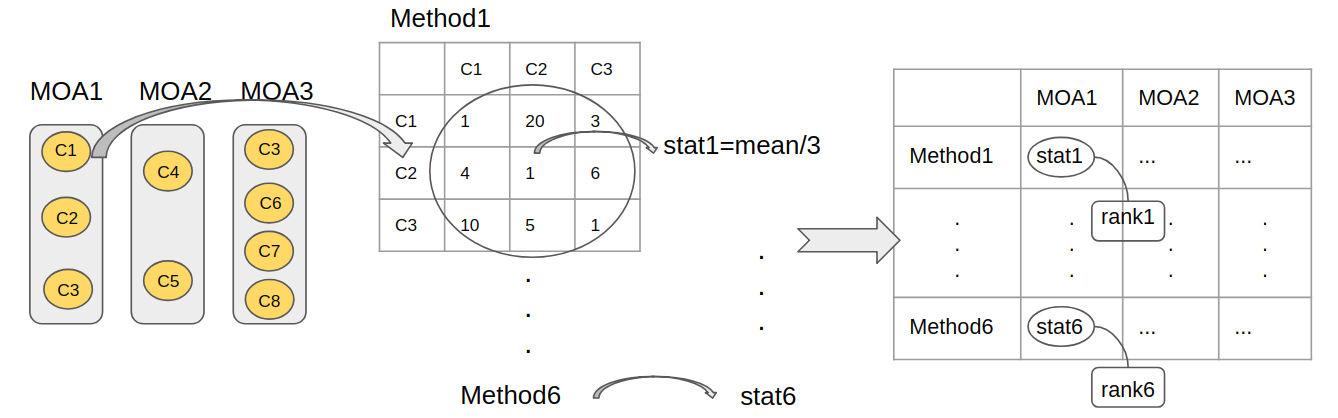 MOA1 MOA2 MOA3
C1
C2
C3
C4
C5
C3
C6
C7
C8
Method1
C1 C2 C3
C1 1 20 3
C2 4 1 6
C3 10 5 1
stat1=mean/3
.
.
.
.
.
.
Method6
stat6
MOA1 MOA2 MOA3
Method1 stat1 ... ...
rank1
. . . .
. . . .
. . . .
Method6 stat6 ... ...
rank6